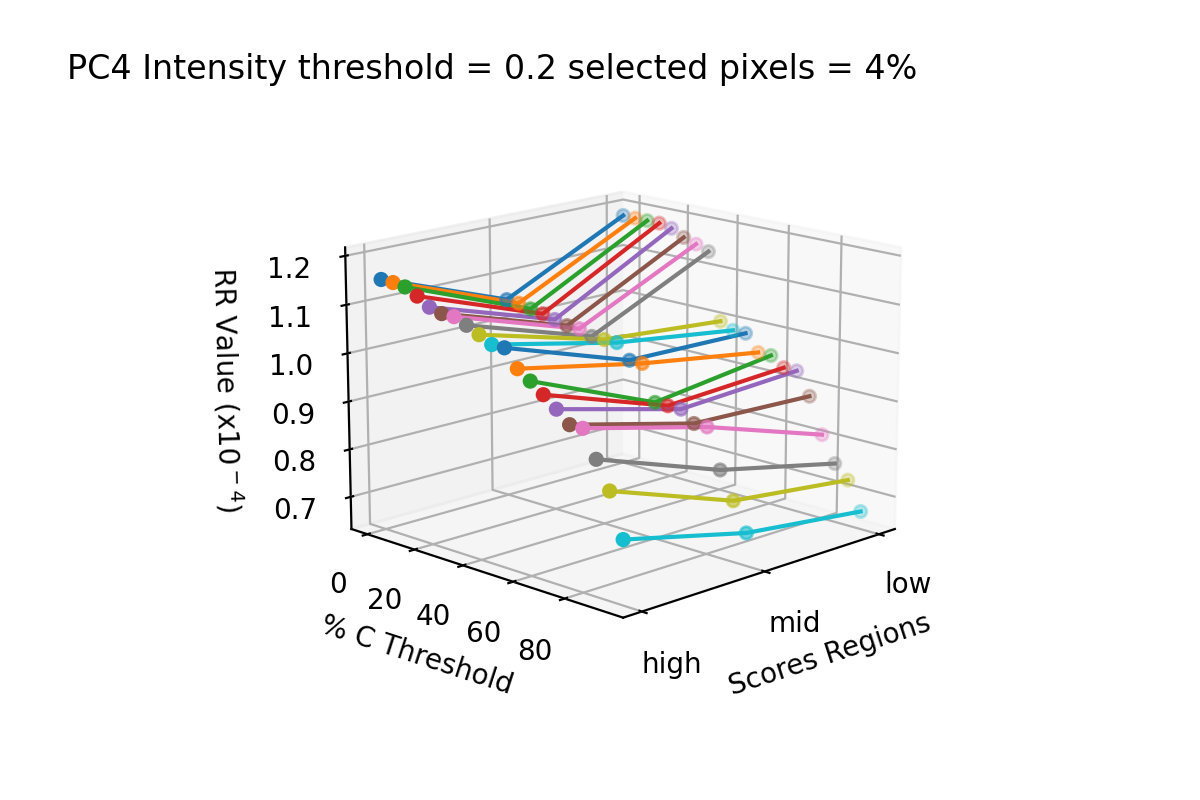 PC4 Intensity threshold = 0.2 selected pixels = 4%
RR Value (x10⁻⁴)
1.2
1.1
1.0
0.9
0.8
0.7
0
20
40
60
80
% C Threshold
high
mid
low
Scores Regions